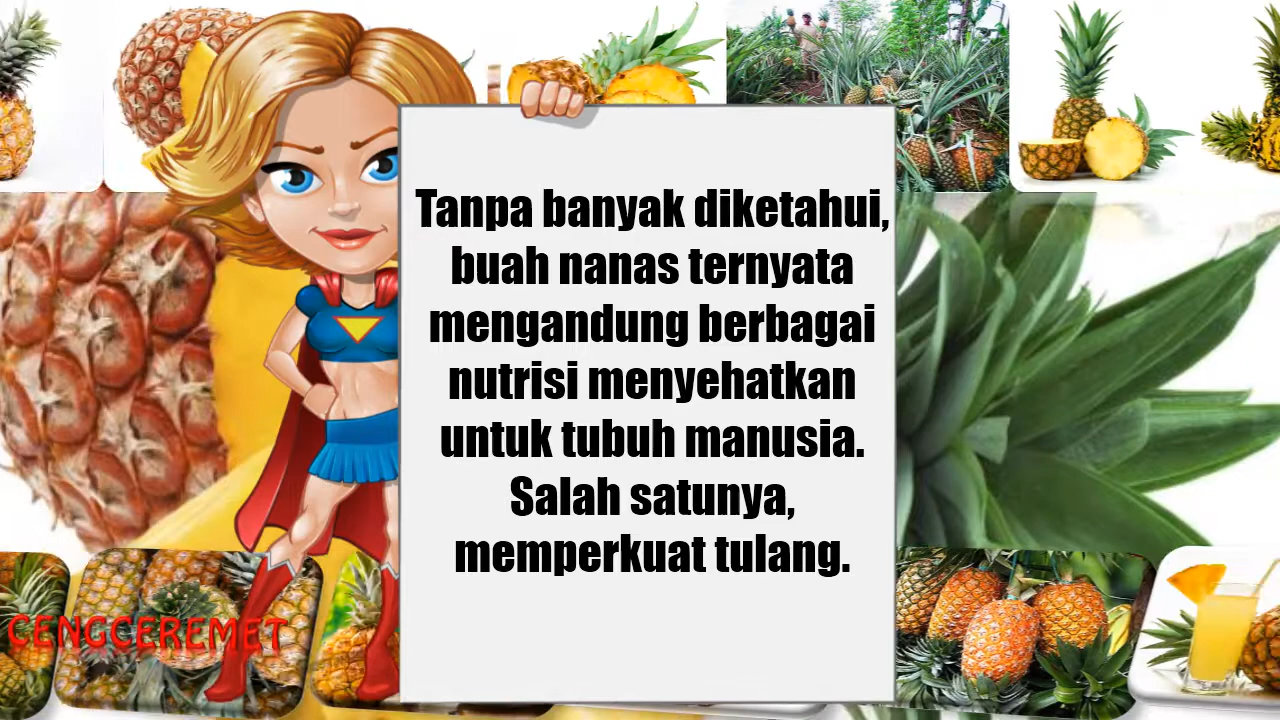 Tanpa banyak diketahui,
buah nanas ternyata
mengandung berbagai
nutrisi menyehatkan
untuk tubuh manusia.
Salah satunya,
memperkuat tulang.
CENGCEREMET